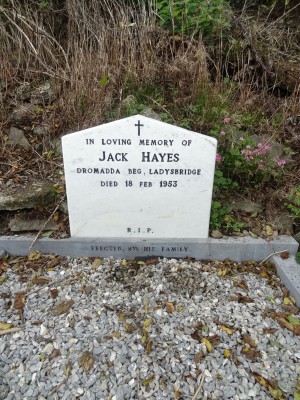 IN LOVING MEMORY OF
JACK HAYES
DROMADDA BEG, LADYSBRIDGE
DIED 18 FEB 1953
R.I.P.
ERECTED BY HIS FAMILY